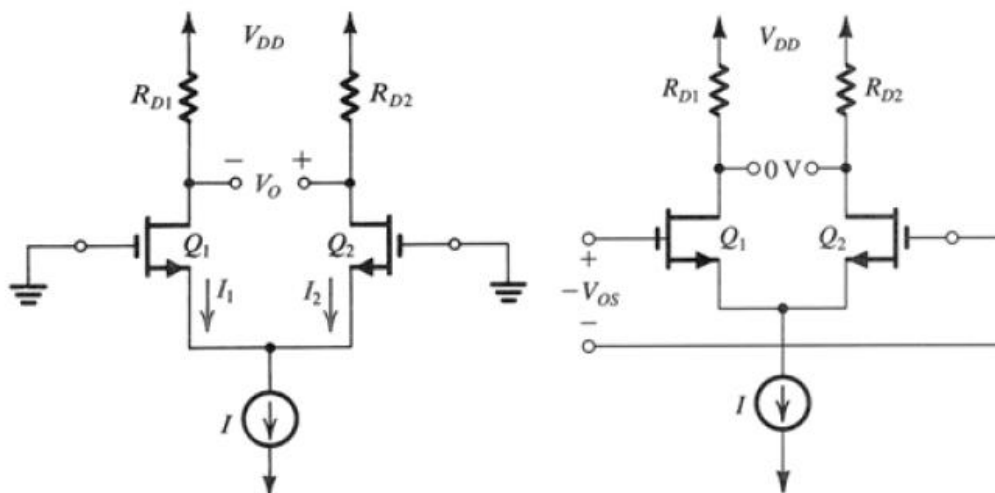 V_DD V_DD
R_D1 R_D2 R_D1 R_D2
− V_O + 0 V
Q_1 Q_2 Q_1 Q_2
I_1 I_2 + −V_OS −
I I